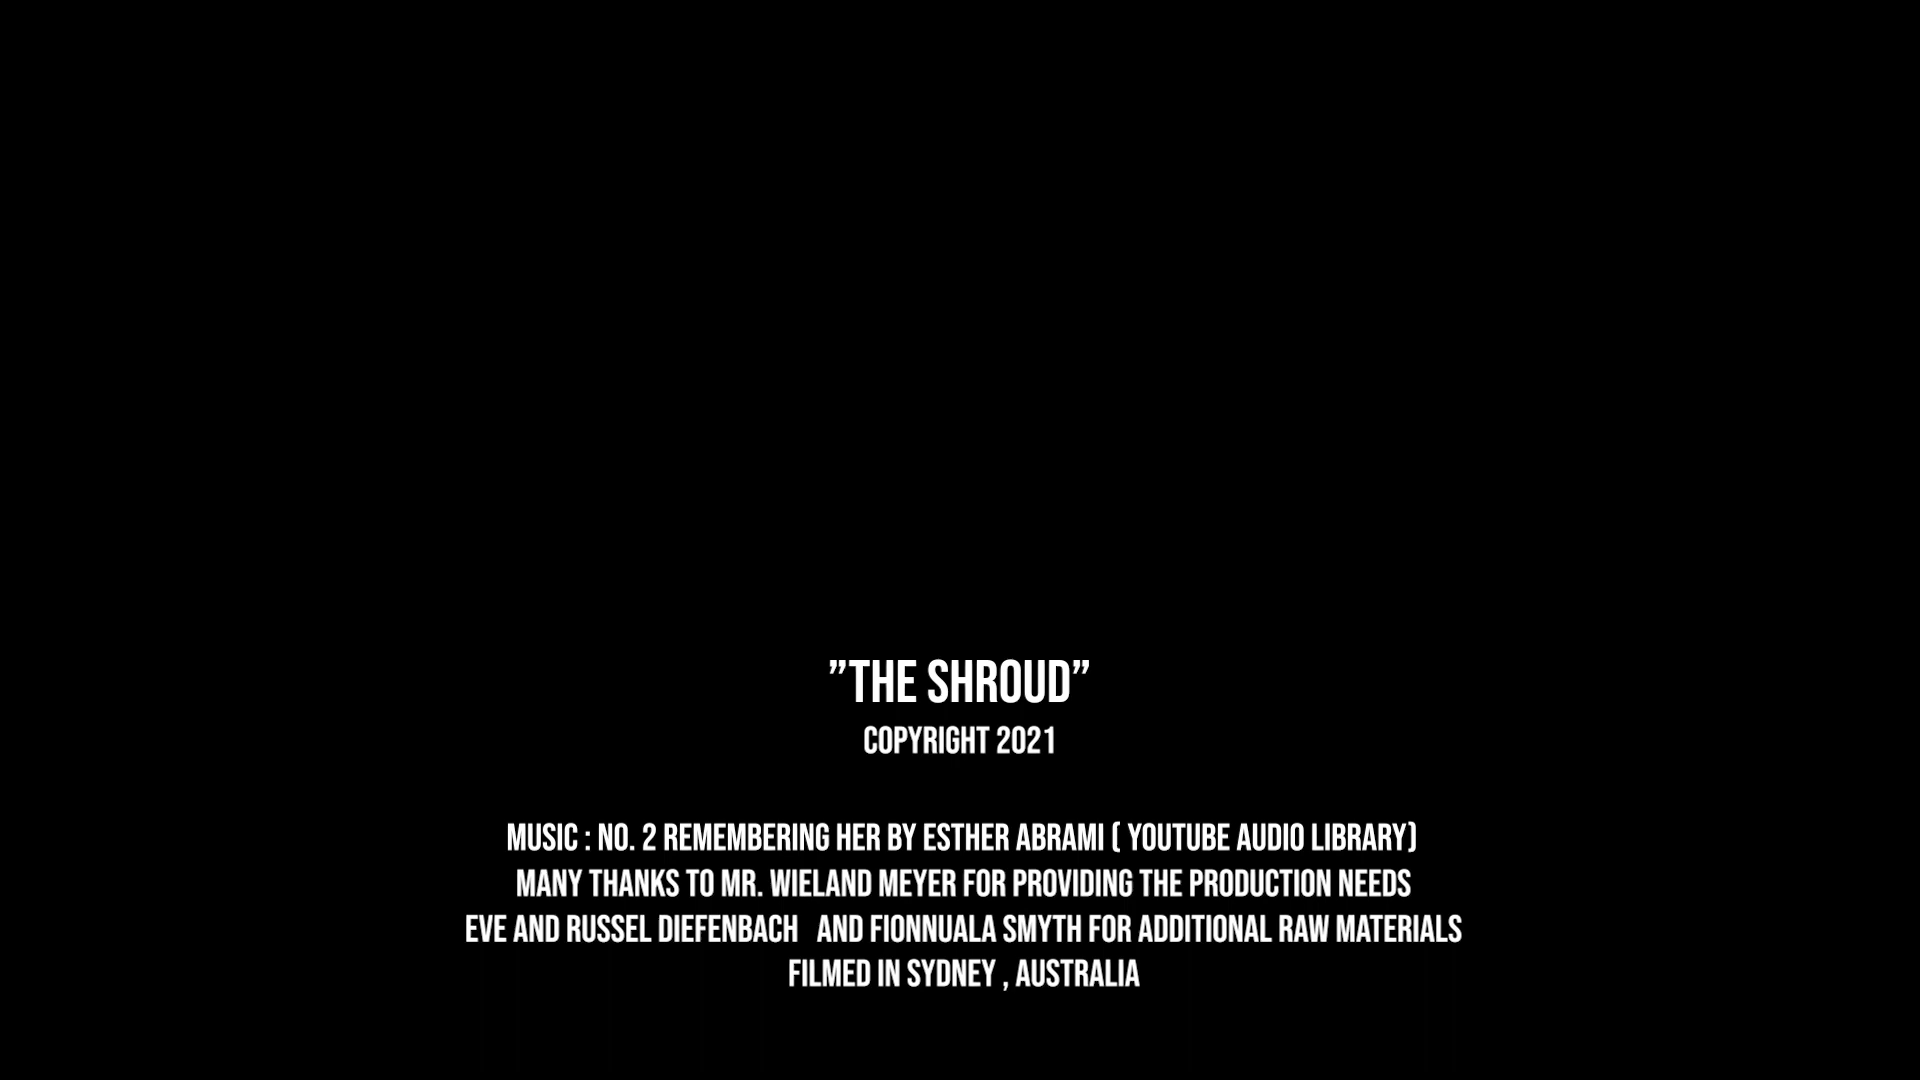 ”THE SHROUD”
COPYRIGHT 2021
MUSIC : NO. 2 REMEMBERING HER BY ESTHER ABRAMI ( YOUTUBE AUDIO LIBRARY)
MANY THANKS TO MR. WIELAND MEYER FOR PROVIDING THE PRODUCTION NEEDS
EVE AND RUSSEL DIEFENBACH   AND FIONNUALA SMYTH FOR ADDITIONAL RAW MATERIALS
FILMED IN SYDNEY , AUSTRALIA